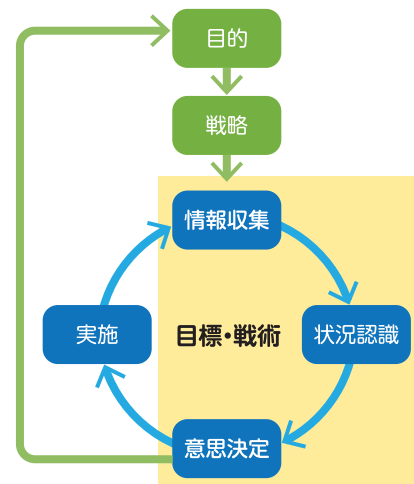 目的
戦略
情報収集
実施
目標・戦術
状況認識
意思決定